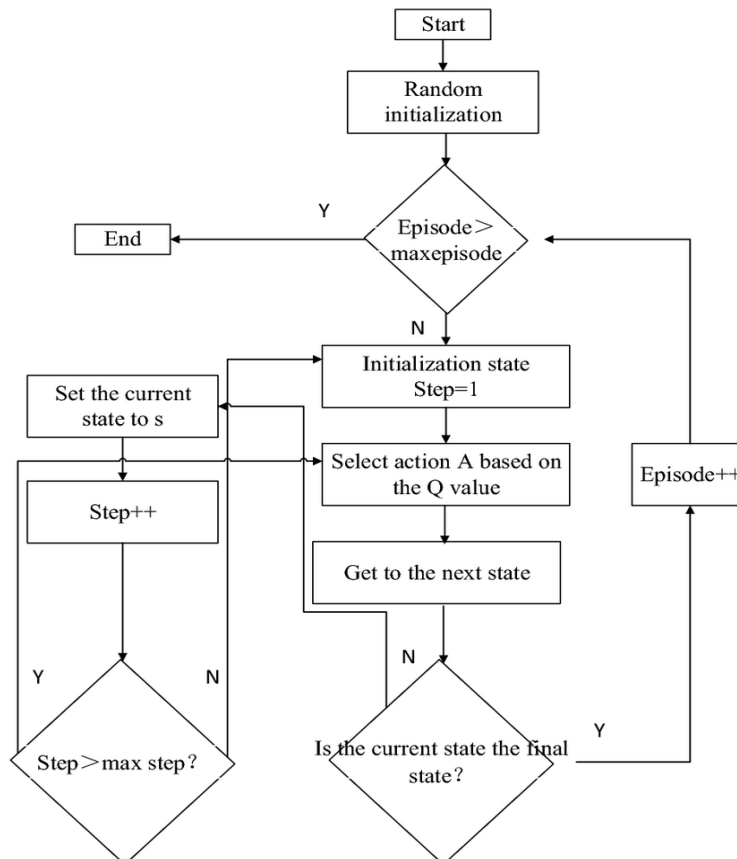 Start
Random
initialization
Y
Episode＞
maxepisode
End
N
Initialization state
Step=1
Set the current
state to s
Select action A based on
the Q value
Episode++
Step++
Get to the next state
Y
N
N
Y
Step＞max step？
Is the current state the final
state？